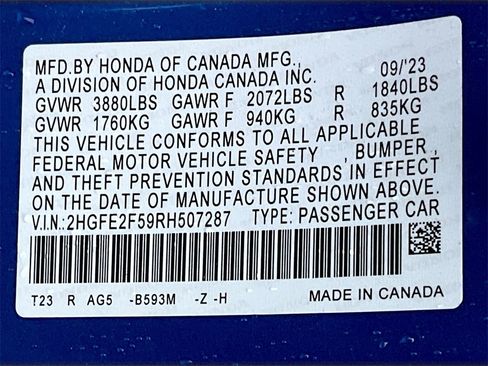 MFD.BY HONDA OF CANADA MFG.,
A DIVISION OF HONDA CANADA INC. 09/'23
GVWR 3880LBS GAWR F 2072LBS R 1840LBS
GVWR 1760KG GAWR F 940KG R 835KG
THIS VEHICLE CONFORMS TO ALL APPLICABLE
FEDERAL MOTOR VEHICLE SAFETY , BUMPER ,
AND THEFT PREVENTION STANDARDS IN EFFECT
ON THE DATE OF MANUFACTURE SHOWN ABOVE.
V.I.N.:2HGFE2F59RH507287 TYPE: PASSENGER CAR
T23 R AG5 -B593M -Z -H MADE IN CANADA